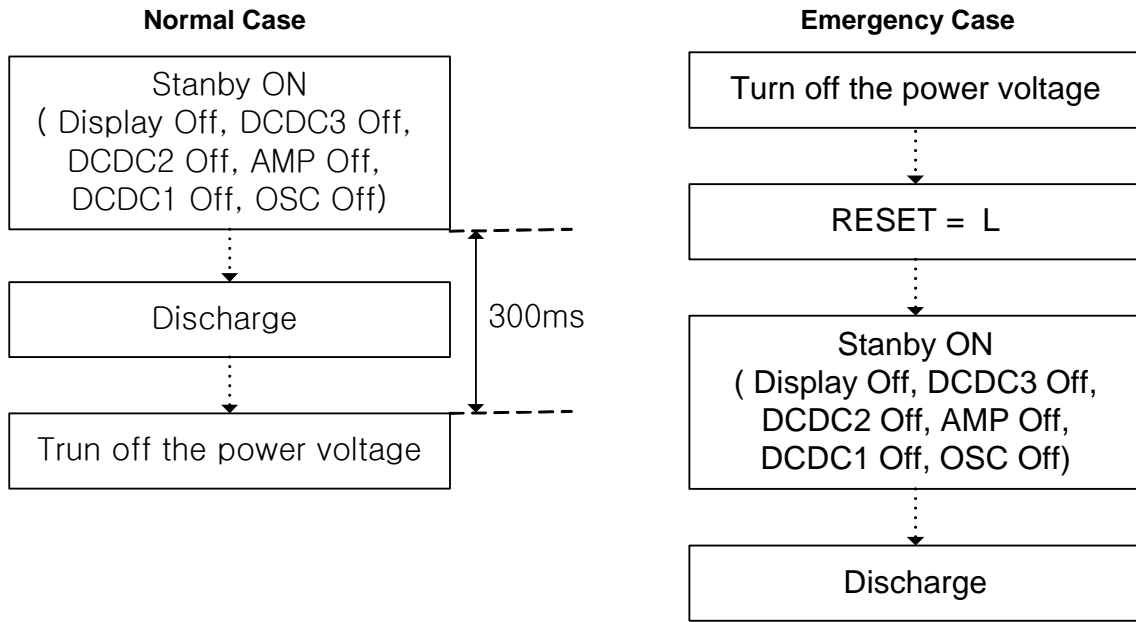 Normal Case
Stanby ON
( Display Off, DCDC3 Off,
DCDC2 Off, AMP Off,
DCDC1 Off, OSC Off)
Discharge
300ms
Trun off the power voltage
Emergency Case
Turn off the power voltage
RESET = L
Stanby ON
( Display Off, DCDC3 Off,
DCDC2 Off, AMP Off,
DCDC1 Off, OSC Off)
Discharge